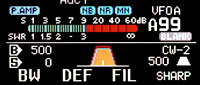 P.AMP NB NR MN VFOA
S 1 3 5 7 9 20 40 60dB A99
SWR 1 1.5 2 3 BLANK
500 CW-2
0 500
BW DEF FIL SHARP